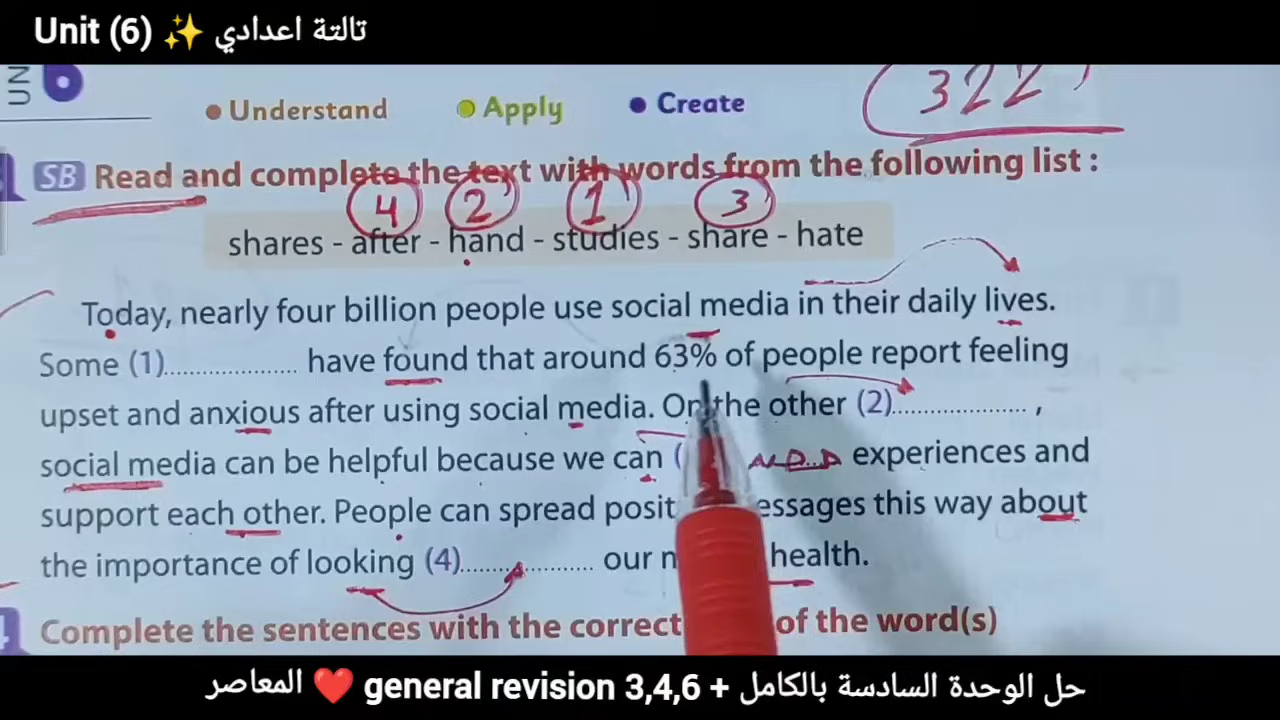 Unit (6) ✨ تالتة اعدادي
UN
6
322
Understand Apply Create
SB Read and complete the text with words from the following list :
4 2 1 3
shares - after - hand - studies - share - hate
Today, nearly four billion people use social media in their daily lives.
Some (1).................... have found that around 63% of people report feeling
upset and anxious after using social media. On the other (2).................... ,
social media can be helpful because we can ( experiences and
support each other. People can spread essages this way about
the importance of looking (4).................... our health.
Complete the sentences with the correct of the word(s)
حل الوحدة السادسة بالكامل + general revision 3,4,6 ❤️ المعاصر